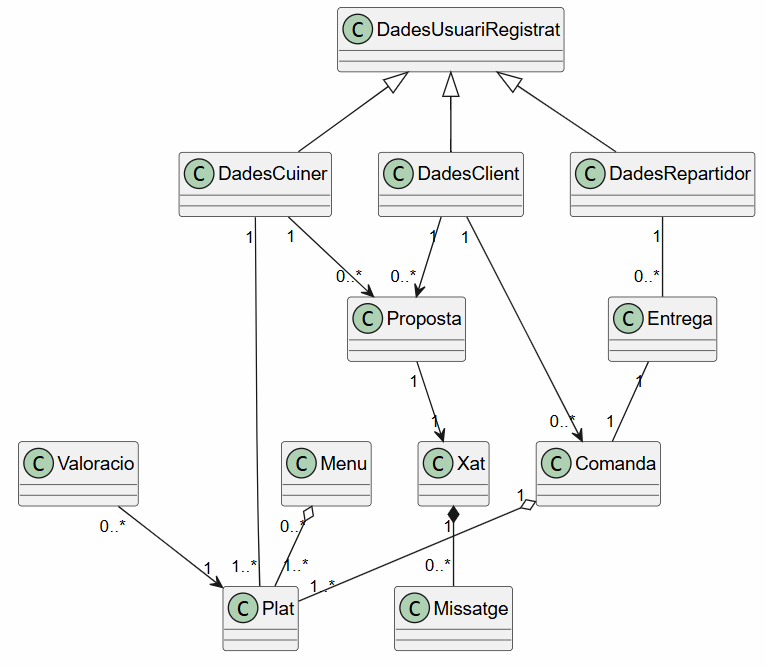 C DadesUsuariRegistrat
C DadesCuiner
C DadesClient
C DadesRepartidor
1
1
1
1
1
0..*
0..*
0..*
C Proposta
C Entrega
1
1
1
0..*
1
C Valoracio
C Menu
C Xat
C Comanda
1
0..*
0..*
1
1
1..*
1..*
0..*
1..*
C Plat
C Missatge